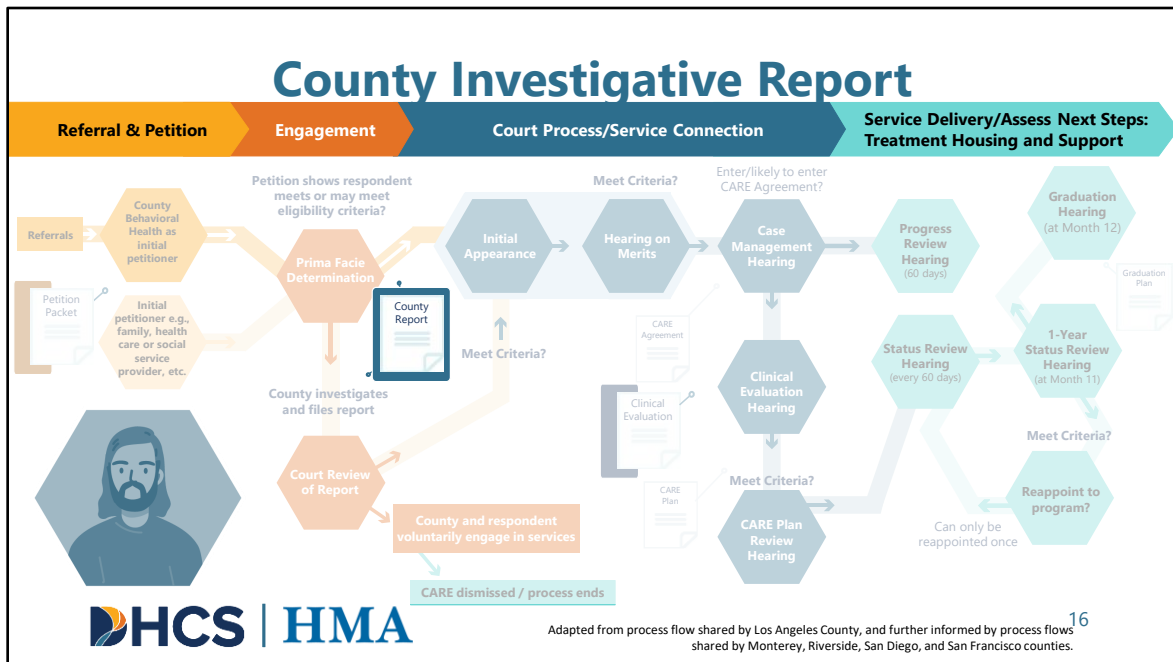 County Investigative Report
Referral & Petition
Engagement
Court Process/Service Connection
Service Delivery/Assess Next Steps:
Treatment Housing and Support
Referrals
County
Behavioral
Health as
initial
petitioner
Petition
Packet
Initial
petitioner e.g.,
family, health
care or social
service
provider, etc.
Petition shows respondent
meets or may meet
eligibility criteria?
Prima Facie
Determination
County
Report
County investigates
and files report
Court Review
of Report
County and respondent
voluntarily engage in services
CARE dismissed / process ends
Meet Criteria?
Initial
Appearance
Meet Criteria?
Hearing on
Merits
Enter/likely to enter
CARE Agreement?
Case
Management
Hearing
CARE
Agreement
Clinical
Evaluation
Clinical
Evaluation
Hearing
CARE
Plan
Meet Criteria?
CARE Plan
Review
Hearing
Progress
Review
Hearing
(60 days)
Status Review
Hearing
(every 60 days)
Graduation
Hearing
(at Month 12)
Graduation
Plan
1-Year
Status Review
Hearing
(at Month 11)
Meet Criteria?
Reappoint to
program?
Can only be
reappointed once
DHCS | HMA
Adapted from process flow shared by Los Angeles County, and further informed by process flows
shared by Monterey, Riverside, San Diego, and San Francisco counties.
16